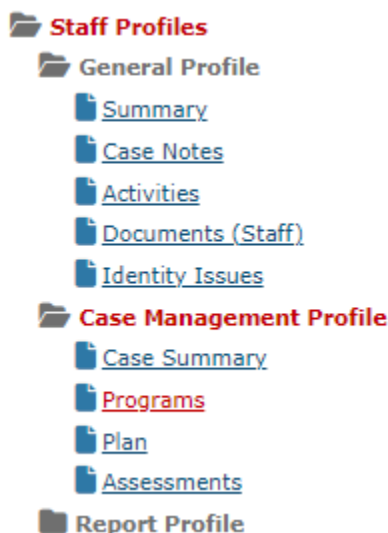 Staff Profiles
General Profile
Summary
Case Notes
Activities
Documents (Staff)
Identity Issues
Case Management Profile
Case Summary
Programs
Plan
Assessments
Report Profile